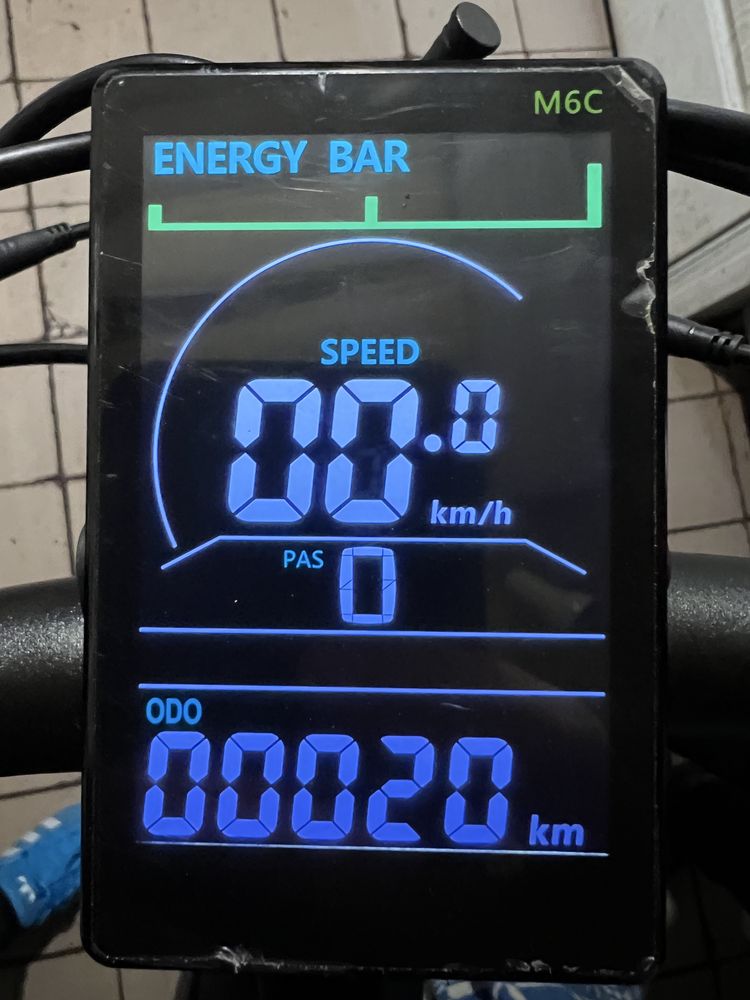 M6C
ENERGY BAR
SPEED
00.0
km/h
PAS 0
ODO
00020 km